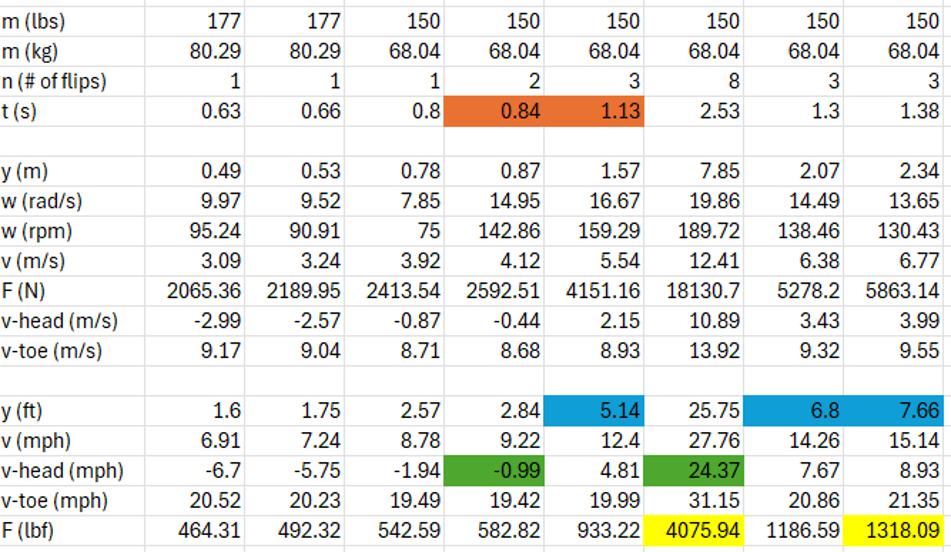 m (lbs) 177 177 150 150 150 150 150 150
m (kg) 80.29 80.29 68.04 68.04 68.04 68.04 68.04 68.04
n (# of flips) 1 1 1 2 3 8 3 3
t (s) 0.63 0.66 0.8 0.84 1.13 2.53 1.3 1.38
y (m) 0.49 0.53 0.78 0.87 1.57 7.85 2.07 2.34
w (rad/s) 9.97 9.52 7.85 14.95 16.67 19.86 14.49 13.65
w (rpm) 95.24 90.91 75 142.86 159.29 189.72 138.46 130.43
v (m/s) 3.09 3.24 3.92 4.12 5.54 12.41 6.38 6.77
F (N) 2065.36 2189.95 2413.54 2592.51 4151.16 18130.7 5278.2 5863.14
v-head (m/s) -2.99 -2.57 -0.87 -0.44 2.15 10.89 3.43 3.99
v-toe (m/s) 9.17 9.04 8.71 8.68 8.93 13.92 9.32 9.55
y (ft) 1.6 1.75 2.57 2.84 5.14 25.75 6.8 7.66
v (mph) 6.91 7.24 8.78 9.22 12.4 27.76 14.26 15.14
v-head (mph) -6.7 -5.75 -1.94 -0.99 4.81 24.37 7.67 8.93
v-toe (mph) 20.52 20.23 19.49 19.42 19.99 31.15 20.86 21.35
F (lbf) 464.31 492.32 542.59 582.82 933.22 4075.94 1186.59 1318.09